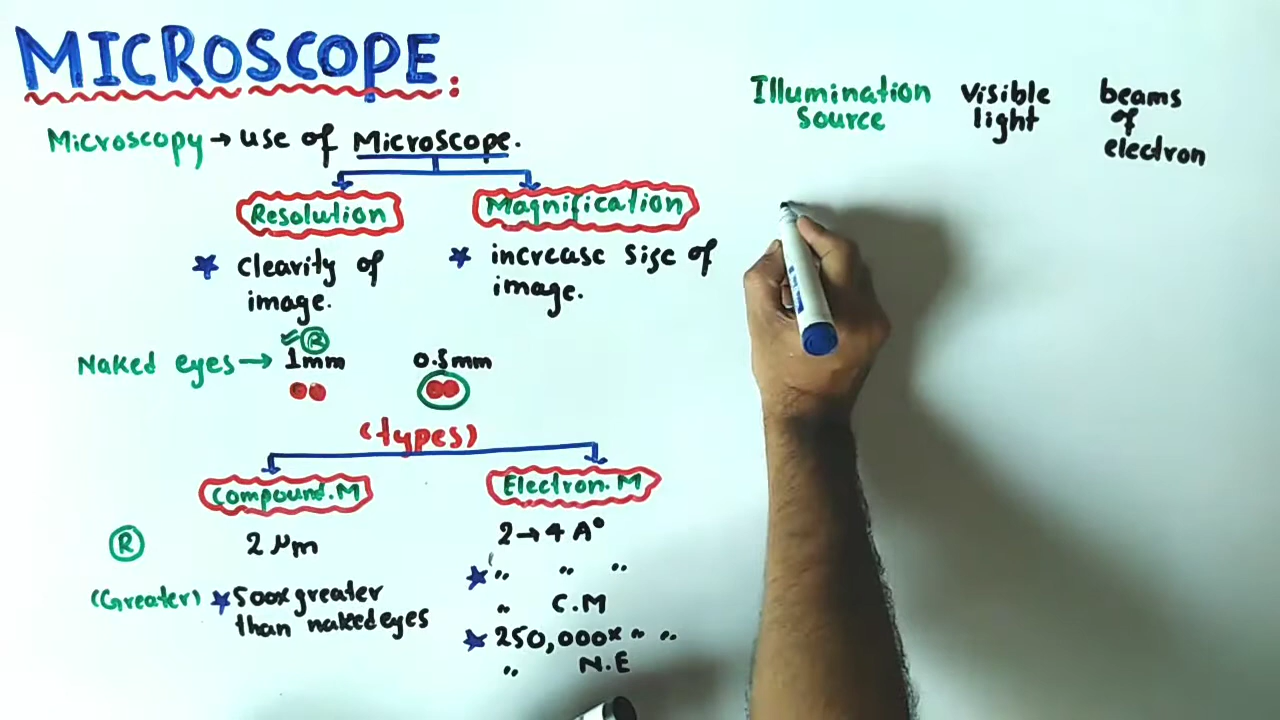 MICROSCOPE:
Microscopy → use of Microscope.
Resolution
Magnification
★ clearity of
image.
★ increase size of
image.
R
Naked eyes → 1mm 0.5mm
(types)
Compound.M
Electron.M
R 2 μm 2→4 A°
(Greater) ★ 500x greater
than naked eyes
★ " " "
" C.M
★ 250,000x " "
" N.E
Illumination
Source
Visible
light
beams
of
electron